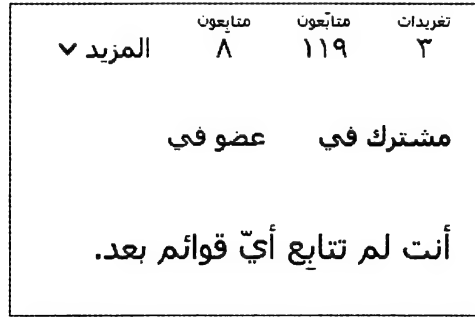 تغريدات متابَعون متابِعون
٣ ١١٩ ٨ المزيد
مشترك في عضو في
أنت لم تتابِع أيّ قوائم بعد.